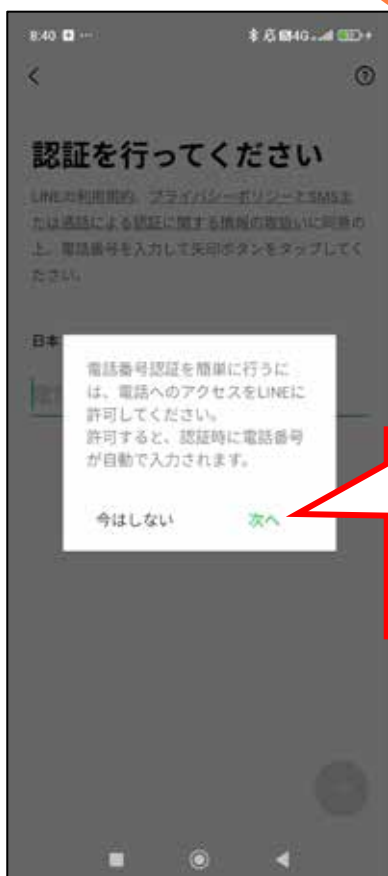 8:40
認証を行ってください
LINEの利用規約、プライバシーポリシーとSMSま
たは通話による認証に関する情報の取扱いに同意の
上、電話番号を入力して矢印ボタンをタップしてく
ださい。
日本
電話番号認証を簡単に行うに
は、電話へのアクセスをLINEに
許可してください。
許可すると、認証時に電話番号
が自動で入力されます。
今はしない 次へ